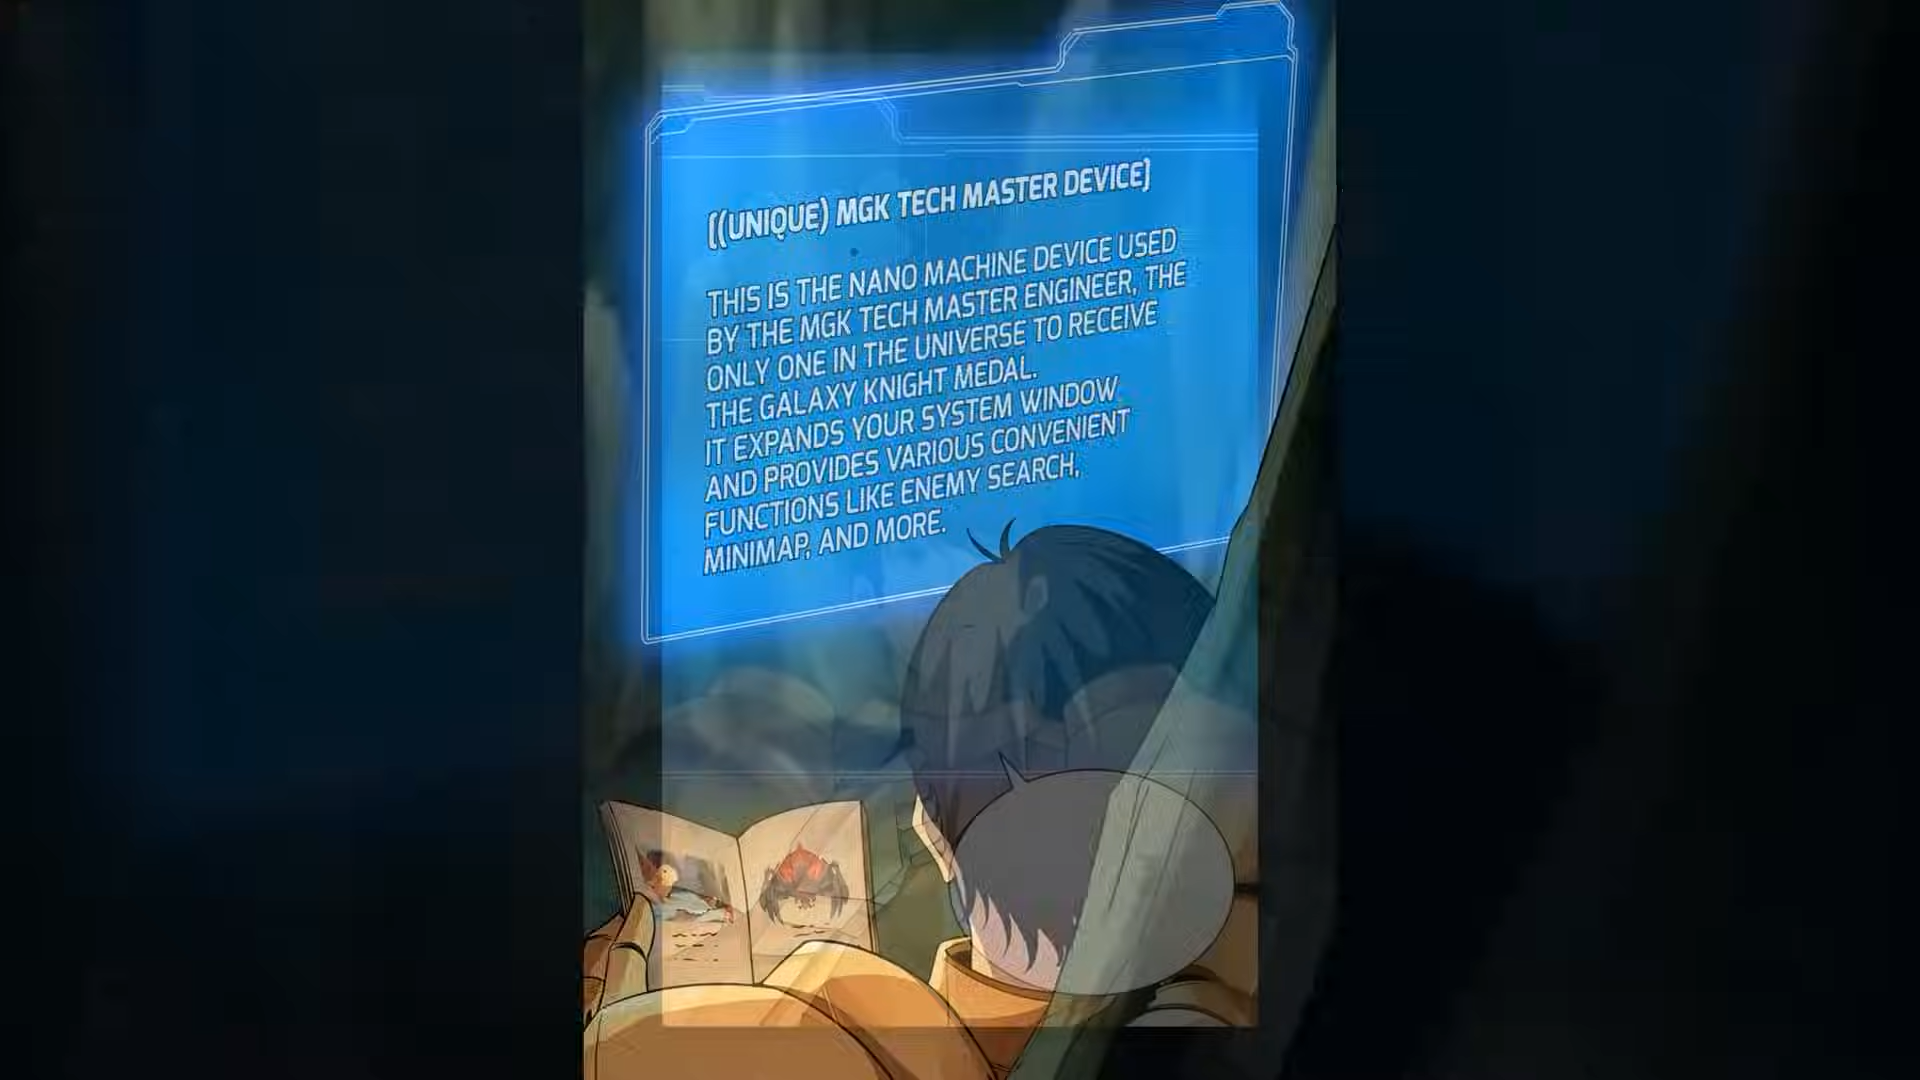 [(UNIQUE) MGK TECH MASTER DEVICE]
THIS IS THE NANO MACHINE DEVICE USED
BY THE MGK TECH MASTER ENGINEER, THE
ONLY ONE IN THE UNIVERSE TO RECEIVE
THE GALAXY KNIGHT MEDAL.
IT EXPANDS YOUR SYSTEM WINDOW
AND PROVIDES VARIOUS CONVENIENT
FUNCTIONS LIKE ENEMY SEARCH,
MINIMAP, AND MORE.